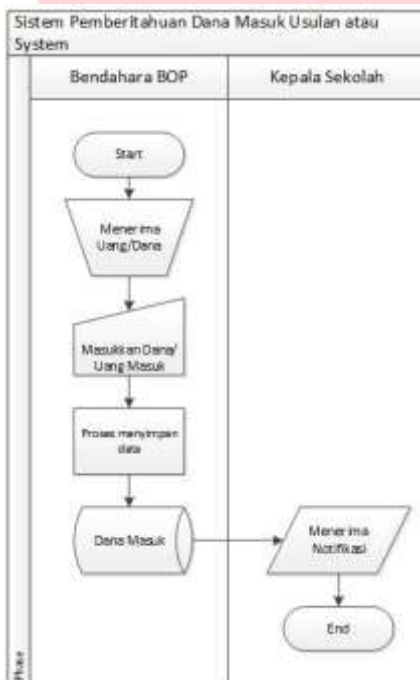 Sistem Pemberitahuan Dana Masuk Usulan atau
System
Bendahara BOP
Kepala Sekolah
Start
Menerima
Uang/Dana
Masukkan Dana/
Uang Masuk
Proses menyimpan
data
Dana Masuk
Menerima
Notifikasi
End
Phase